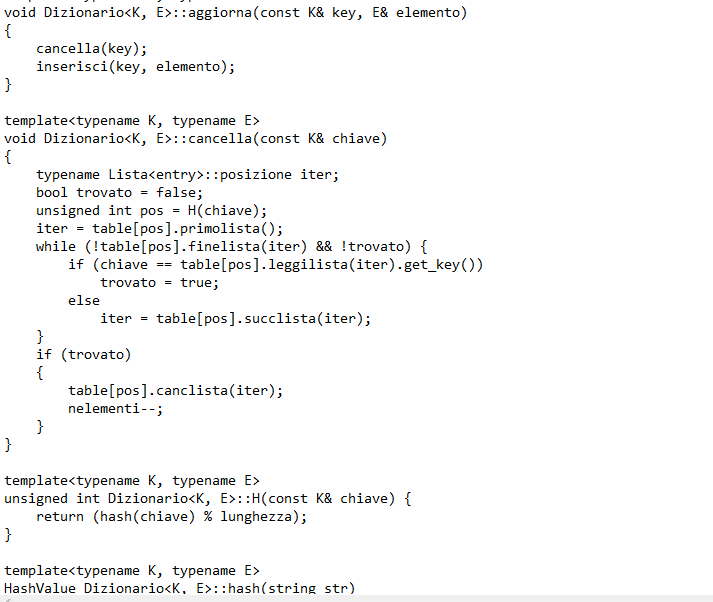 void Dizionario<K, E>::aggiorna(const K& key, E& elemento)
{
    cancella(key);
    inserisci(key, elemento);
}

template<typename K, typename E>
void Dizionario<K, E>::cancella(const K& chiave)
{
    typename Lista<entry>::posizione iter;
    bool trovato = false;
    unsigned int pos = H(chiave);
    iter = table[pos].primolista();
    while (!table[pos].finelista(iter) && !trovato) {
        if (chiave == table[pos].leggilista(iter).get_key())
            trovato = true;
        else
            iter = table[pos].succlista(iter);
    }
    if (trovato)
    {
        table[pos].canclista(iter);
        nelementi--;
    }
}

template<typename K, typename E>
unsigned int Dizionario<K, E>::H(const K& chiave) {
    return (hash(chiave) % lunghezza);
}

template<typename K, typename E>
HashValue Dizionario<K, E>::hash(string str)